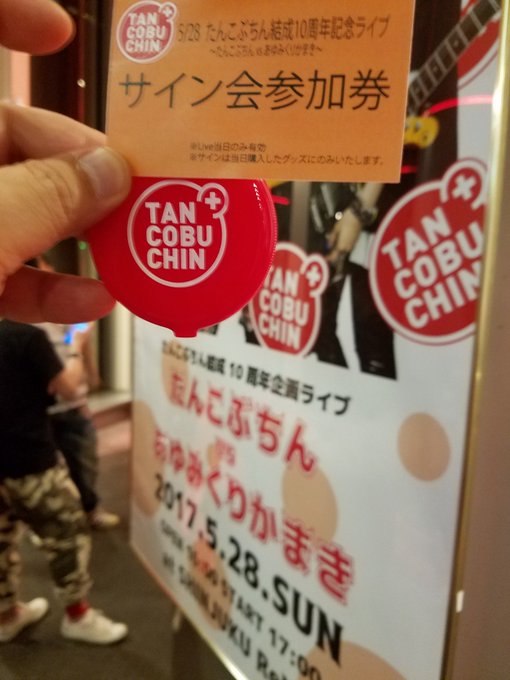 TAN
COBU
CHIN
5/28 たんこぶちん結成10周年記念ライブ
～たんこぶちん vs あゆみくりかまき～
サイン会参加券
※Live当日のみ有効
※サインは当日購入したグッズにのみいたします。
TAN
COBU
CHIN
TAN
COBU
CHIN
TAN
COBU
CHIN
たんこぶちん結成10周年企画ライブ
たんこぶちん
vs
あゆみくりかまき
2017.5.28.SUN
OPEN START 17:00
at SHINJUKU